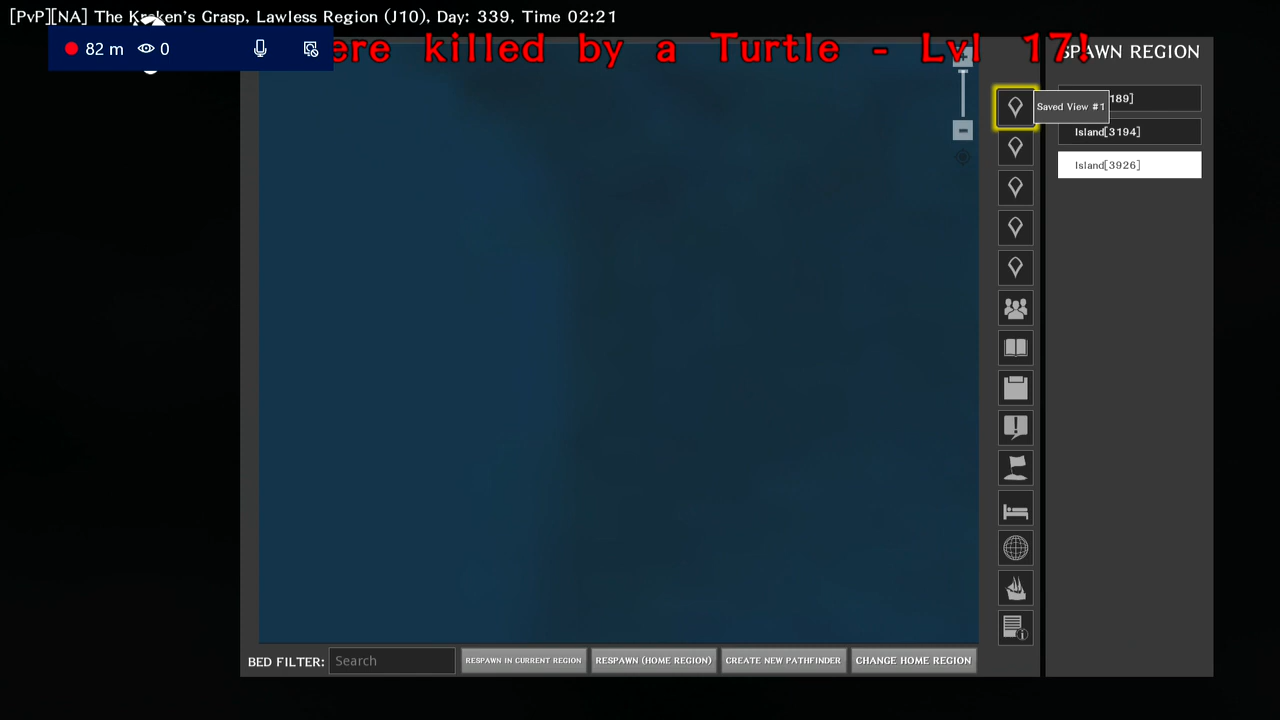 [PvP][NA] The Kraken's Grasp, Lawless Region (J10), Day: 339, Time 02:21
82 m 0
ere killed by a Turtle - Lvl 17!
SPAWN REGION
Saved View #1
189]
Island[3194]
Island[3926]
BED FILTER:
Search
RESPAWN IN CURRENT REGION
RESPAWN (HOME REGION)
CREATE NEW PATHFINDER
CHANGE HOME REGION